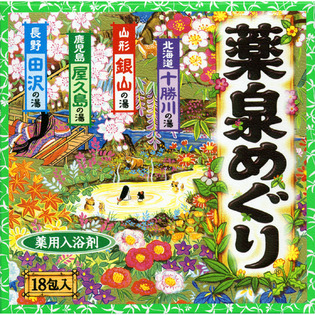 薬泉めぐり
北海道
十勝川の湯
山形
銀山の湯
鹿児島
屋久島の湯
長野
田沢の湯
薬用入浴剤
18包入